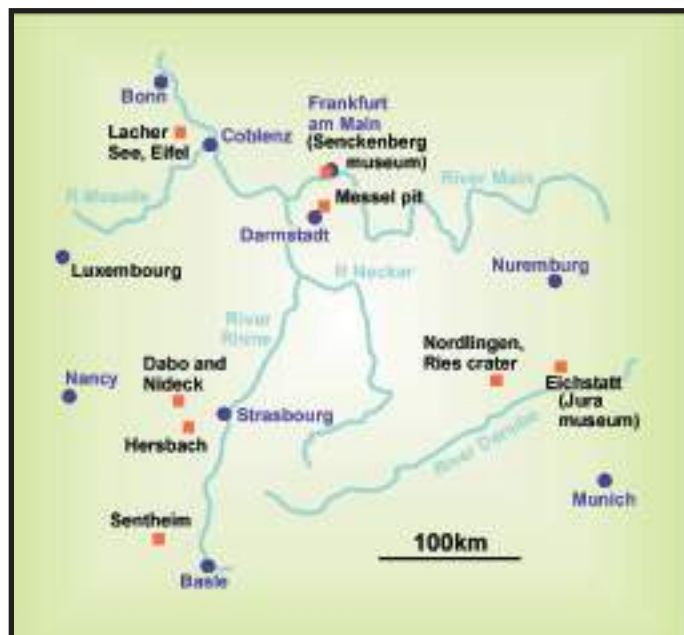 Bonn
Lacher
See, Eifel
Coblenz
Frankfurt
am Main
(Senckenberg
museum)
River Main
R Moselle
Messel pit
Darmstadt
Luxembourg
R Neckar
Nuremburg
River
Rhine
Nordlingen,
Ries crater
Dabo and
Nideck
Nancy
Eichstatt
(Jura
museum)
Strasbourg
Hersbach
River Danube
Munich
Sentheim
100km
Basle